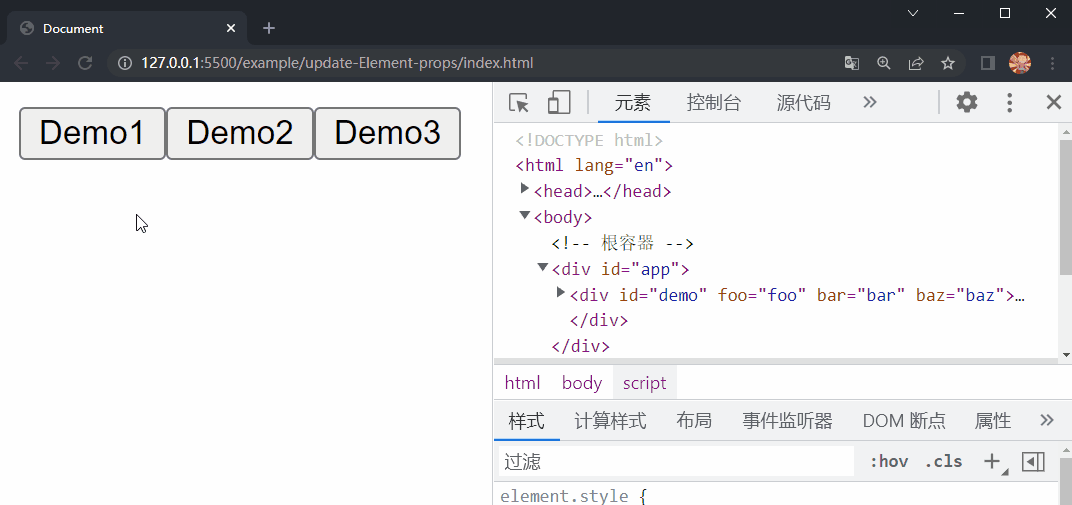 Document
127.0.0.1:5500/example/update-Element-props/index.html
Demo1 Demo2 Demo3
元素 控制台 源代码
<!DOCTYPE html>
<html lang="en">
<head>…</head>
<body>
<!-- 根容器 -->
<div id="app">
<div id="demo" foo="foo" bar="bar" baz="baz">…
</div>
</div>
html body script
样式 计算样式 布局 事件监听器 DOM 断点 属性
过滤 :hov .cls
element.style {